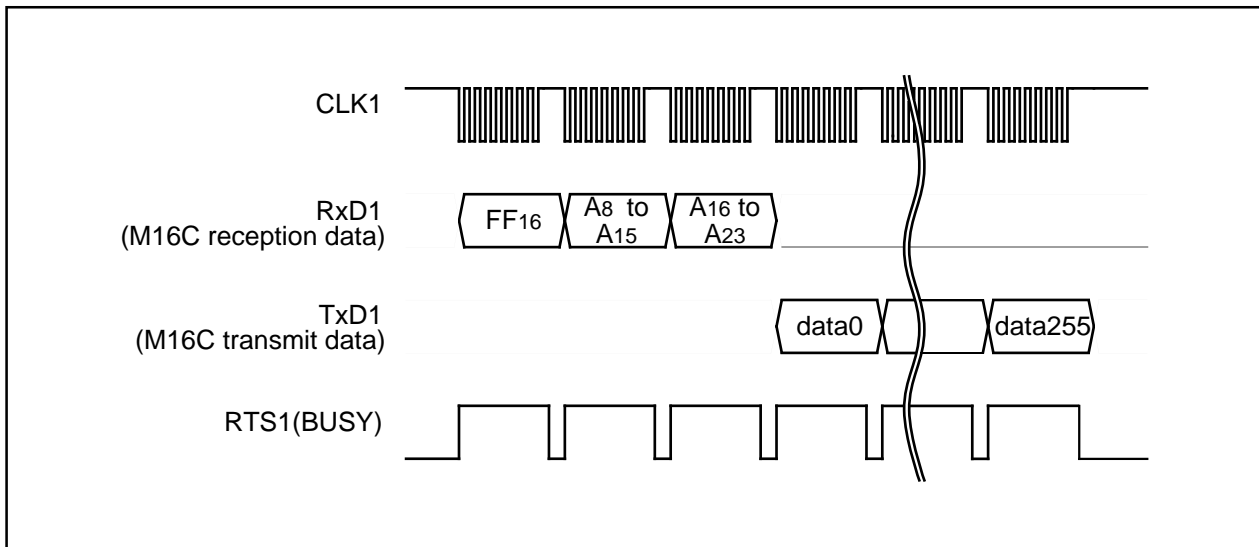 CLK1
RxD1
(M16C reception data)
FF16
A8 to
A15
A16 to
A23
TxD1
(M16C transmit data)
data0
data255
RTS1(BUSY)